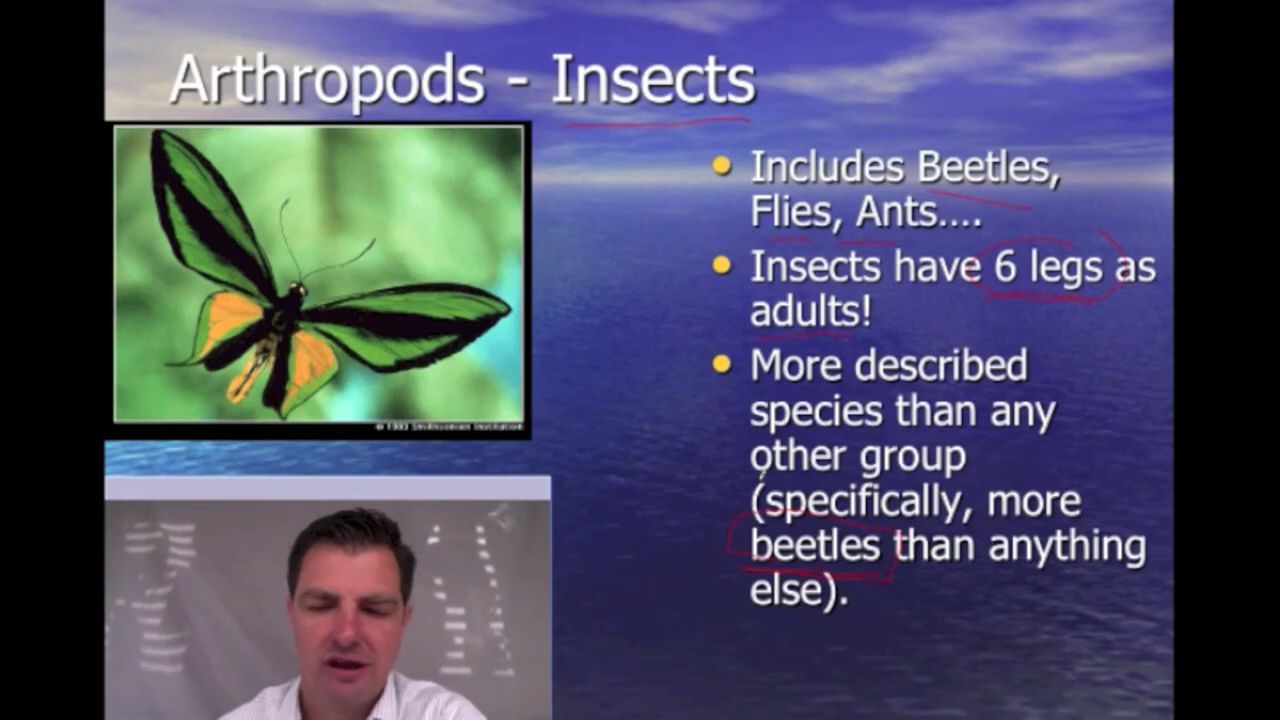 Arthropods - Insects
Includes Beetles,
Flies, Ants....
Insects have 6 legs as
adults!
More described
species than any
other group
(specifically, more
beetles than anything
else).
© 1993 Smithsonian Institution